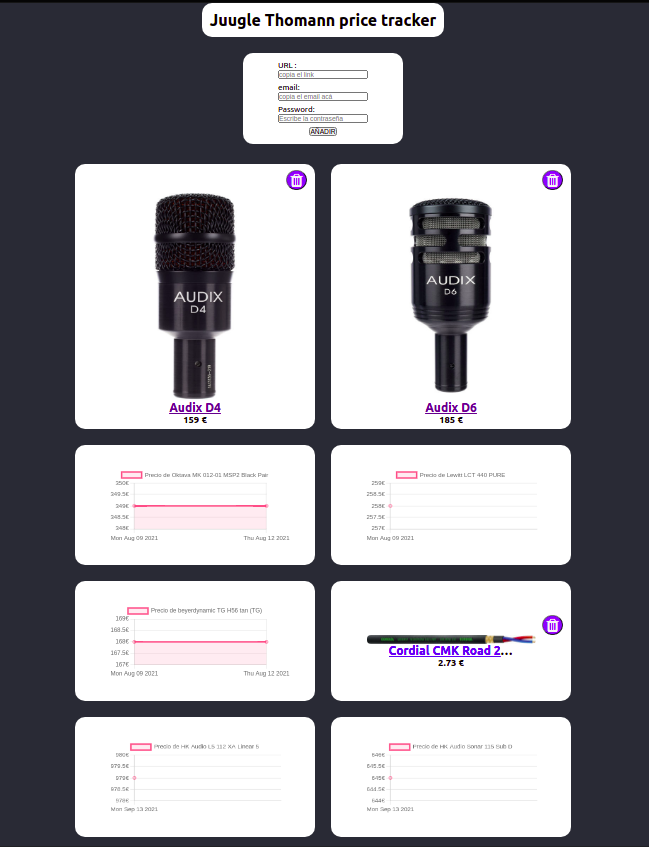 Juugle Thomann price tracker
URL :
copia el link
email:
copia el email acá
Password:
Escribe la contraseña
AÑADIR
AUDIX
D4
Audix D4
159 €
AUDIX
D6
Audix D6
185 €
Precio de Oktava MK 012-01 MSP2 Black Pair
350€
349.5€
349€
348.5€
348€
Mon Aug 09 2021 Thu Aug 12 2021
Precio de Lewitt LCT 440 PURE
259€
258.5€
258€
257.5€
257€
Mon Aug 09 2021
Precio de beyerdynamic TG H56 tan (TG)
169€
168.5€
168€
167.5€
167€
Mon Aug 09 2021 Thu Aug 12 2021
Cordial CMK Road 2...
2.73 €
Precio de HK Audio LS 112 XA Linear 5
980€
979.5€
979€
978.5€
978€
Mon Sep 13 2021
Precio de HK Audio Sonar 115 Sub D
646€
645.5€
645€
644.5€
644€
Mon Sep 13 2021